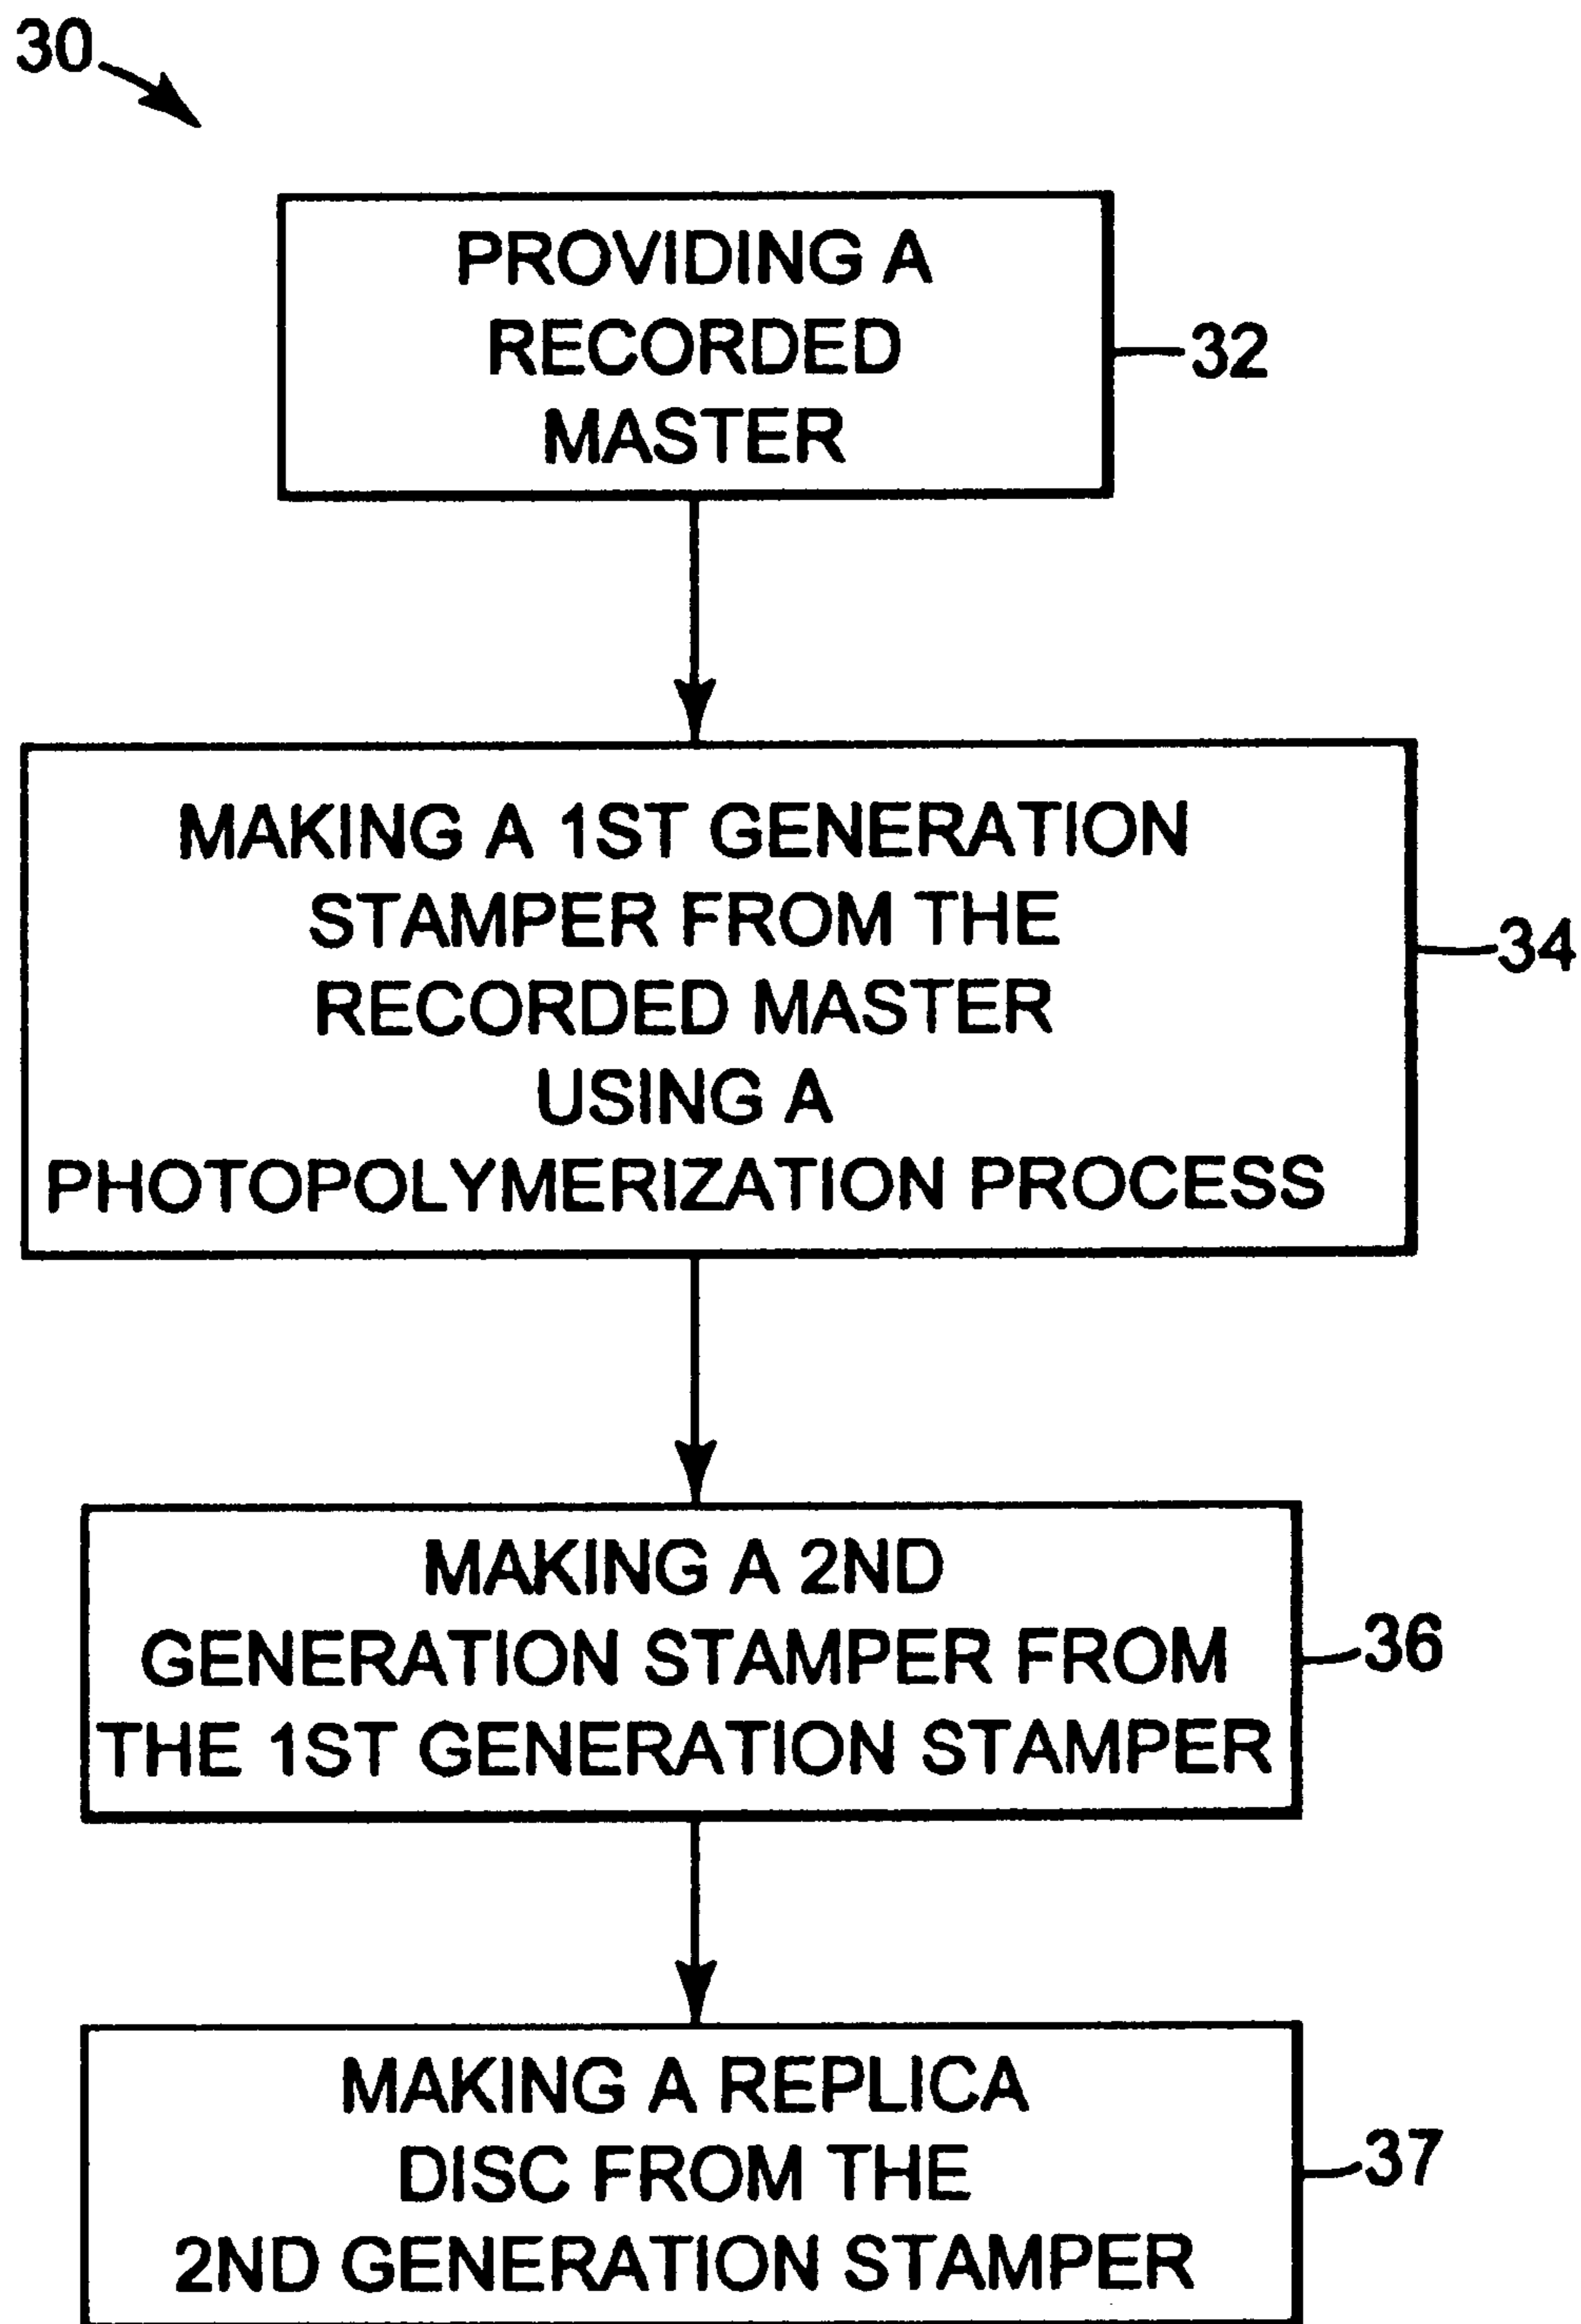 30
PROVIDING A
RECORDED
MASTER
32
MAKING A 1ST GENERATION
STAMPER FROM THE
RECORDED MASTER
USING A
PHOTOPOLYMERIZATION PROCESS
34
MAKING A 2ND
GENERATION STAMPER FROM
THE 1ST GENERATION STAMPER
36
MAKING A REPLICA
DISC FROM THE
2ND GENERATION STAMPER
37